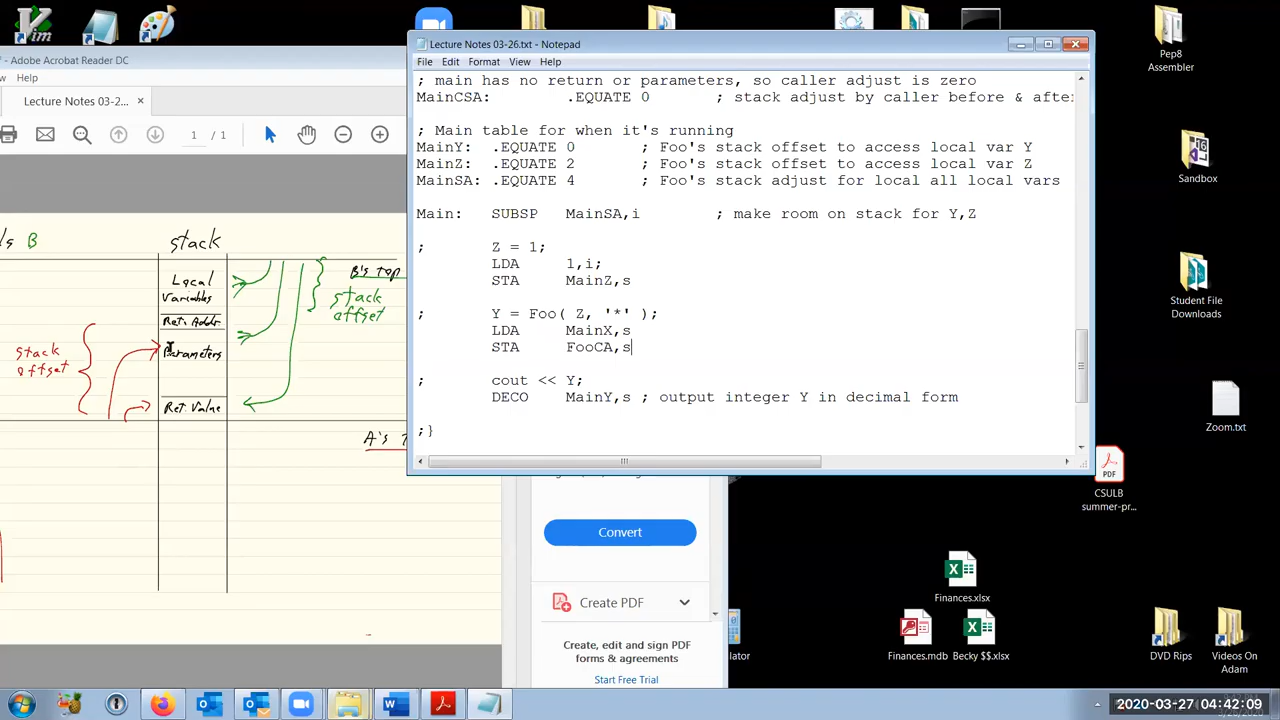 Lecture Notes 03-26.txt - Notepad
- Adobe Acrobat Reader DC
File Edit Format View Help
Help
Lecture Notes 03-2... ×
1 / 1
; main has no return or parameters, so caller adjust is zero
MainCSA: .EQUATE 0 ; stack adjust by caller before & afte
; Main table for when it's running
MainY: .EQUATE 0 ; Foo's stack offset to access local var Y
MainZ: .EQUATE 2 ; Foo's stack offset to access local var Z
MainSA: .EQUATE 4 ; Foo's stack adjust for local all local vars
Main: SUBSP MainSA,i ; make room on stack for Y,Z
; Z = 1;
LDA 1,i;
STA MainZ,s
; Y = Foo( Z, '*' );
LDA MainX,s
STA FooCA,s
; cout << Y;
DECO MainY,s ; output integer Y in decimal form
;}
B
stack
Local
Variables
Ret. Addr
Parameters
Ret Value
stack
offset
B's top
stack
offset
A's
Convert
Create PDF
Create, edit and sign PDF
forms & agreements
Start Free Trial
Vim
Pep8
Assembler
Sandbox
Student File
Downloads
Zoom.txt
PDF
CSULB
summer-pr...
Finances.xlsx
lator
Finances.mdb
Becky $$.xlsx
DVD Rips
Videos On
Adam
2020-03-27 04:42:09